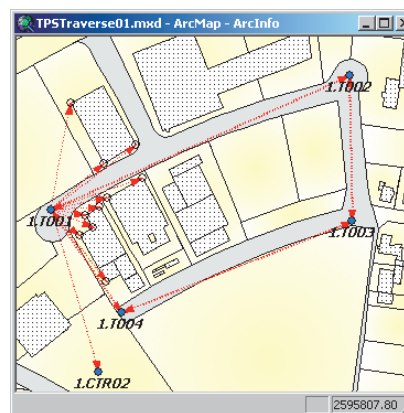 TPSTraverse01.mxd - ArcMap - ArcInfo
1.T002
1.T001
1.T003
1.T004
1.CTR02
2595807.80